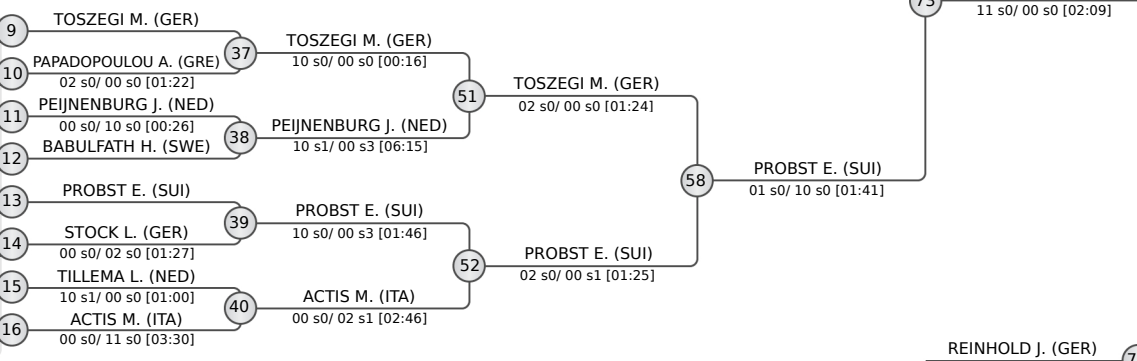 73
11 s0/ 00 s0 [02:09]
9
TOSZEGI M. (GER)
37
TOSZEGI M. (GER)
10 s0/ 00 s0 [00:16]
10
PAPADOPOULOU A. (GRE)
02 s0/ 00 s0 [01:22]
51
TOSZEGI M. (GER)
02 s0/ 00 s0 [01:24]
11
PEIJNENBURG J. (NED)
00 s0/ 10 s0 [00:26]
38
PEIJNENBURG J. (NED)
10 s1/ 00 s3 [06:15]
12
BABULFATH H. (SWE)
58
PROBST E. (SUI)
01 s0/ 10 s0 [01:41]
13
PROBST E. (SUI)
39
PROBST E. (SUI)
10 s0/ 00 s3 [01:46]
14
STOCK L. (GER)
00 s0/ 02 s0 [01:27]
52
PROBST E. (SUI)
02 s0/ 00 s1 [01:25]
15
TILLEMA L. (NED)
10 s1/ 00 s0 [01:00]
40
ACTIS M. (ITA)
00 s0/ 02 s1 [02:46]
16
ACTIS M. (ITA)
00 s0/ 11 s0 [03:30]
REINHOLD J. (GER)